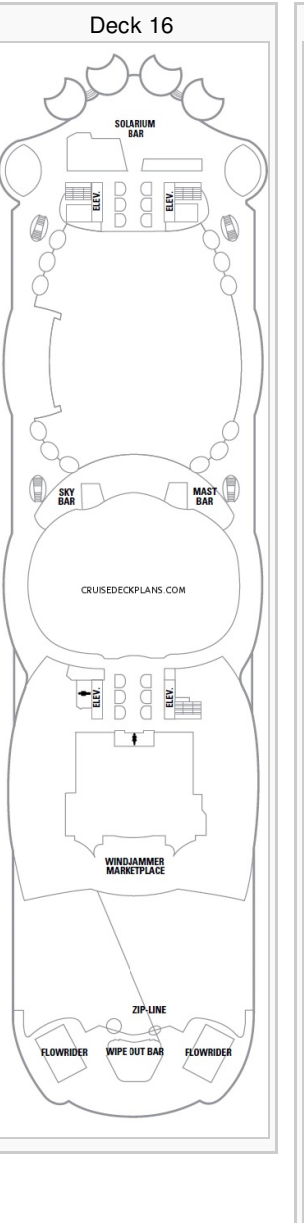 Deck 16
SOLARIUM
BAR
ELEV.
ELEV.
SKY
BAR
MAST
BAR
CRUISEDECKPLANS.COM
ELEV.
ELEV.
WINDJAMMER
MARKETPLACE
ZIP-LINE
FLOWRIDER
WIPE OUT BAR
FLOWRIDER